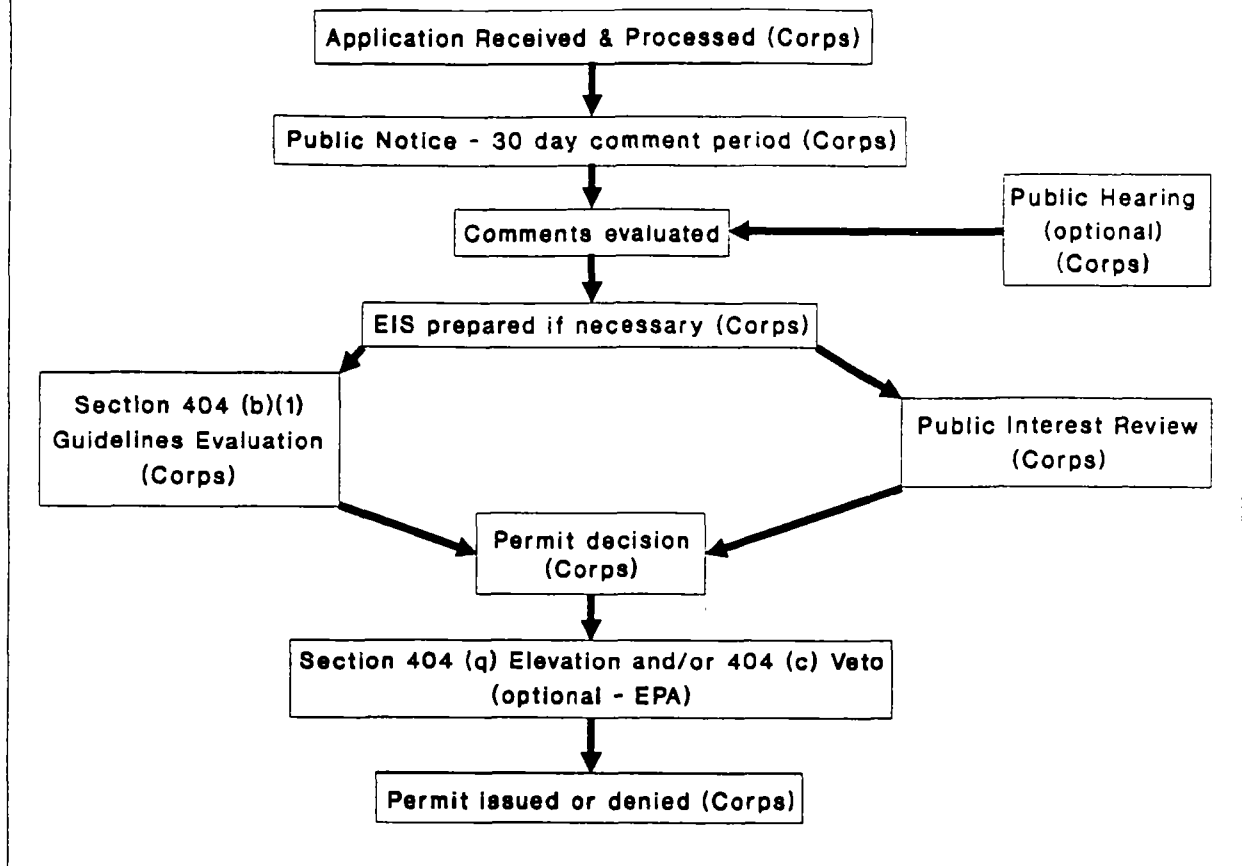 Application Received & Processed (Corps)
Public Notice - 30 day comment period (Corps)
Public Hearing
(optional)
(Corps)
Comments evaluated
EIS prepared if necessary (Corps)
Section 404 (b)(1)
Guidelines Evaluation
(Corps)
Public Interest Review
(Corps)
Permit decision
(Corps)
Section 404 (q) Elevation and/or 404 (c) Veto
(optional - EPA)
Permit issued or denied (Corps)